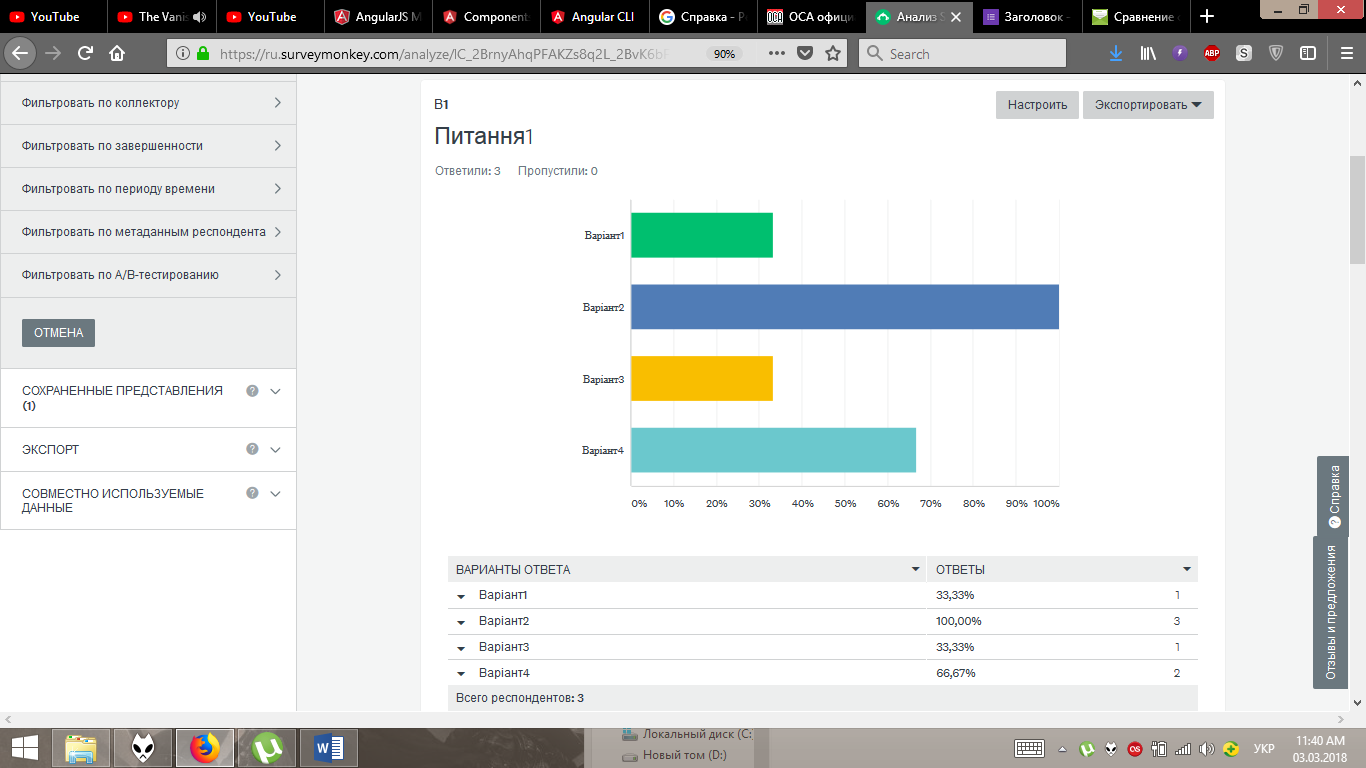 YouTube
The Vanis
YouTube
AngularJS M
Component
Angular CLI
Справка - P
OCA офиці
Анализ S
Заголовок -
Сравнение
https://ru.surveymonkey.com/analyze/lC_2BrnyAhqPFAKZs8q2L_2BvK6b
90%
Search
ABP
S
Фильтровать по коллектору
Фильтровать по завершенности
Фильтровать по периоду времени
Фильтровать по метаданным респондента
Фильтровать по A/B-тестированию
ОТМЕНА
СОХРАНЕННЫЕ ПРЕДСТАВЛЕНИЯ
(1)
ЭКСПОРТ
СОВМЕСТНО ИСПОЛЬЗУЕМЫЕ
ДАННЫЕ
В1
Настроить
Экспортировать
Питання1
Ответили: 3 Пропустили: 0
Варіант1
Варіант2
Варіант3
Варіант4
0% 10% 20% 30% 40% 50% 60% 70% 80% 90% 100%
ВАРИАНТЫ ОТВЕТА ОТВЕТЫ
Варіант1 33,33% 1
Варіант2 100,00% 3
Варіант3 33,33% 1
Варіант4 66,67% 2
Всего респондентов: 3
Справка
Отзывы и предложения
Локальный диск (C:
Новый том (D:)
УКР
11:40 AM
03.03.2018